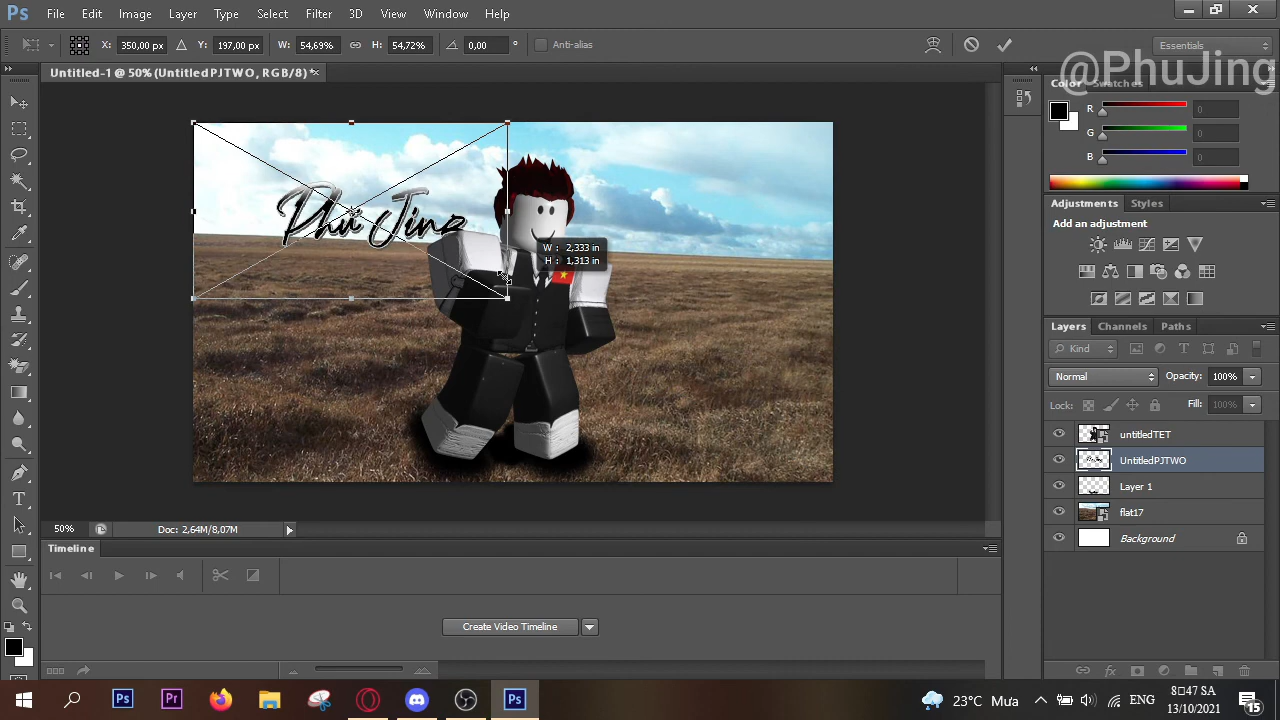 Ps File Edit Image Layer Type Select Filter 3D View Window Help
X: 350,00 px Y: 197,00 px W: 54,69% H: 54,72% 0,00 ° Anti-alias Essentials
@PhuJing
Untitled-1 @ 50% (UntitledPJTWO, RGB/8) *
Color Swatches
R 0
G 0
B 0
Phú Jing
W: 2,333 in
H: 1,313 in
Adjustments Styles
Add an adjustment
Layers Channels Paths
Kind
Normal Opacity: 100%
Lock: Fill: 100%
untitledTET
UntitledPJTWO
Layer 1
flat17
Background
50% Doc: 2,64M/8,07M
Timeline
Create Video Timeline
Ps Pr Ps
23°C Mưa ENG 8:47 SA
13/10/2021 15